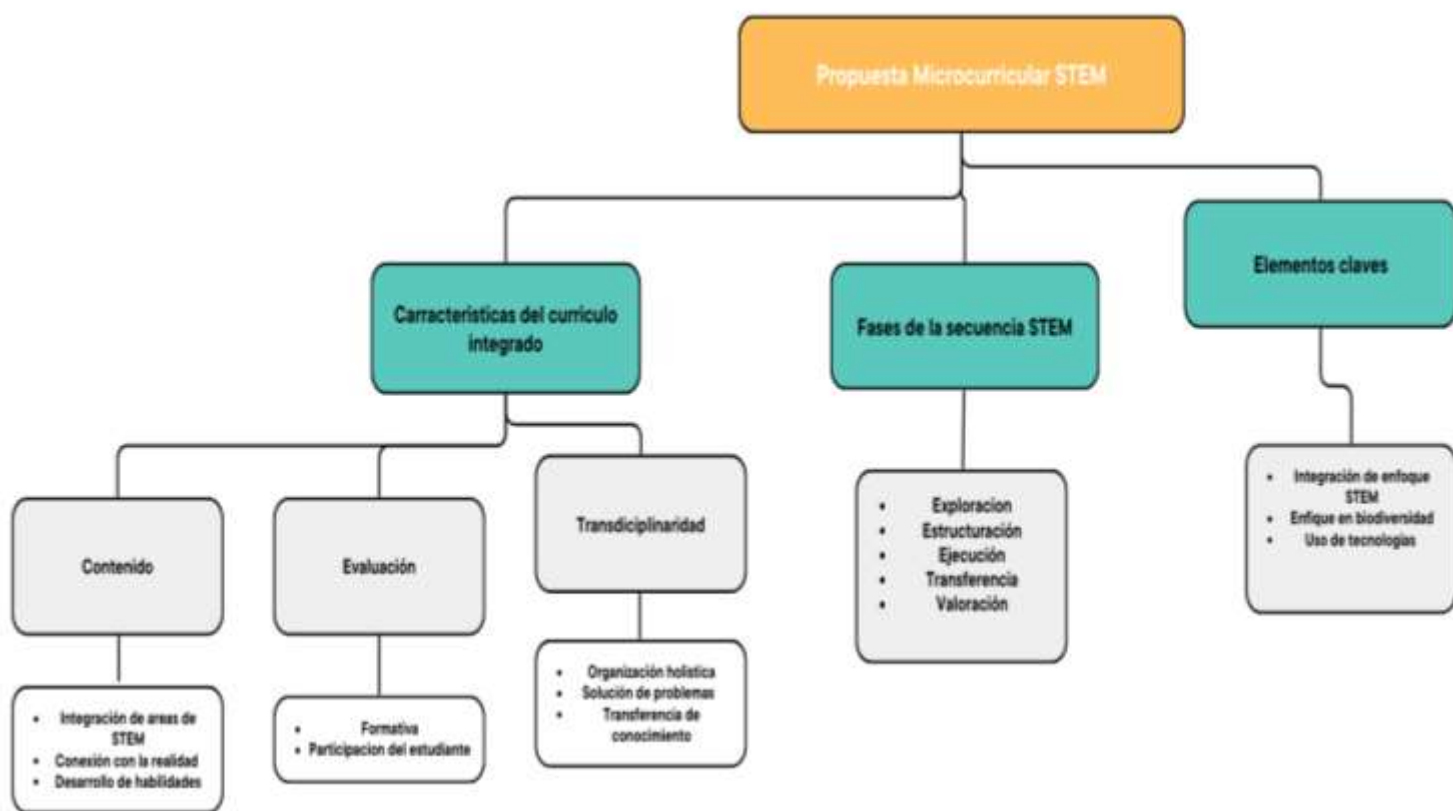 Propuesta Microcurricular STEM
Elementos claves
Carracteristicas del curriculo
integrado
Fases de la secuencia STEM
Contenido
Evaluación
Transdiciplinaridad
• Exploracion
• Estructuración
• Ejecución
• Transferencia
• Valoración
• Integración de enfoque
STEM
• Enfique en biodiversidad
• Uso de tecnologias
• Integración de areas de
STEM
• Conexión con la realidad
• Desarrollo de habilidades
• Formativa
• Participacion del estudiante
• Organización holistica
• Solución de problemas
• Transferencia de
conocimiento